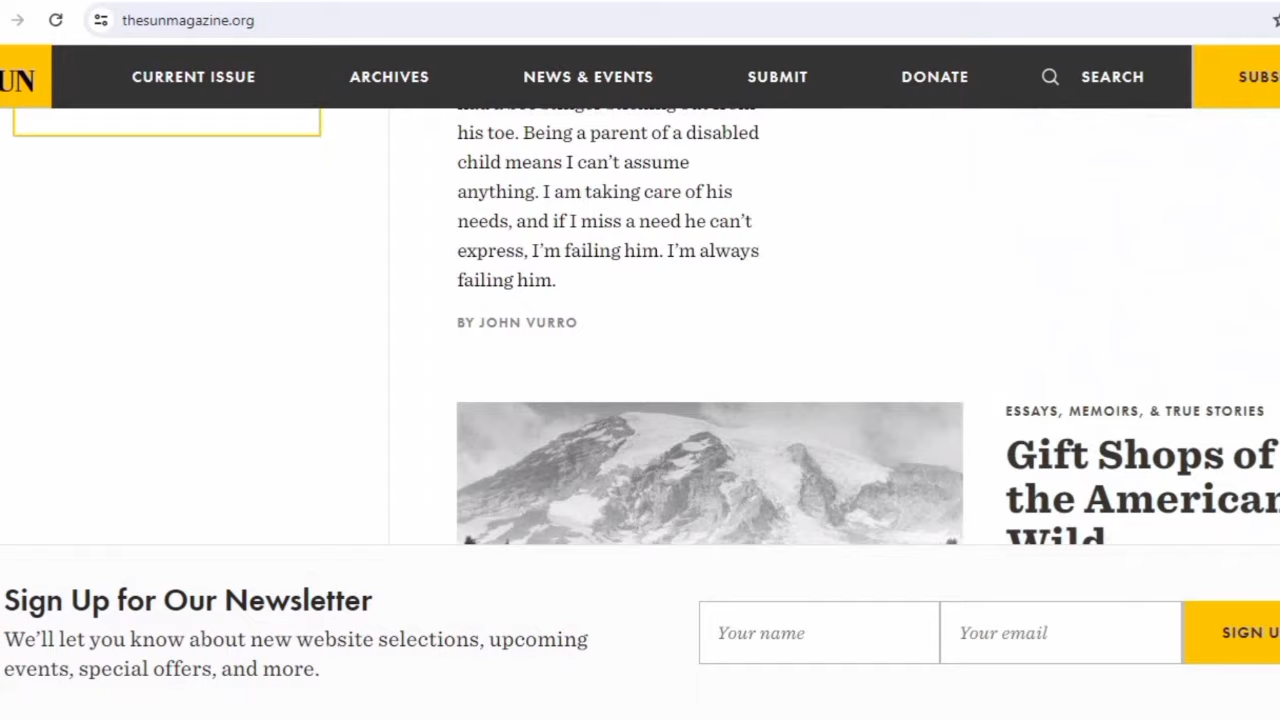 thesunmagazine.org
UN
CURRENT ISSUE
ARCHIVES
NEWS & EVENTS
SUBMIT
DONATE
SEARCH
SUBS
his toe. Being a parent of a disabled
child means I can’t assume
anything. I am taking care of his
needs, and if I miss a need he can’t
express, I’m failing him. I’m always
failing him.
BY JOHN VURRO
ESSAYS, MEMOIRS, & TRUE STORIES
Gift Shops of
the American
Wild
Sign Up for Our Newsletter
We’ll let you know about new website selections, upcoming
events, special offers, and more.
Your name
Your email
SIGN U